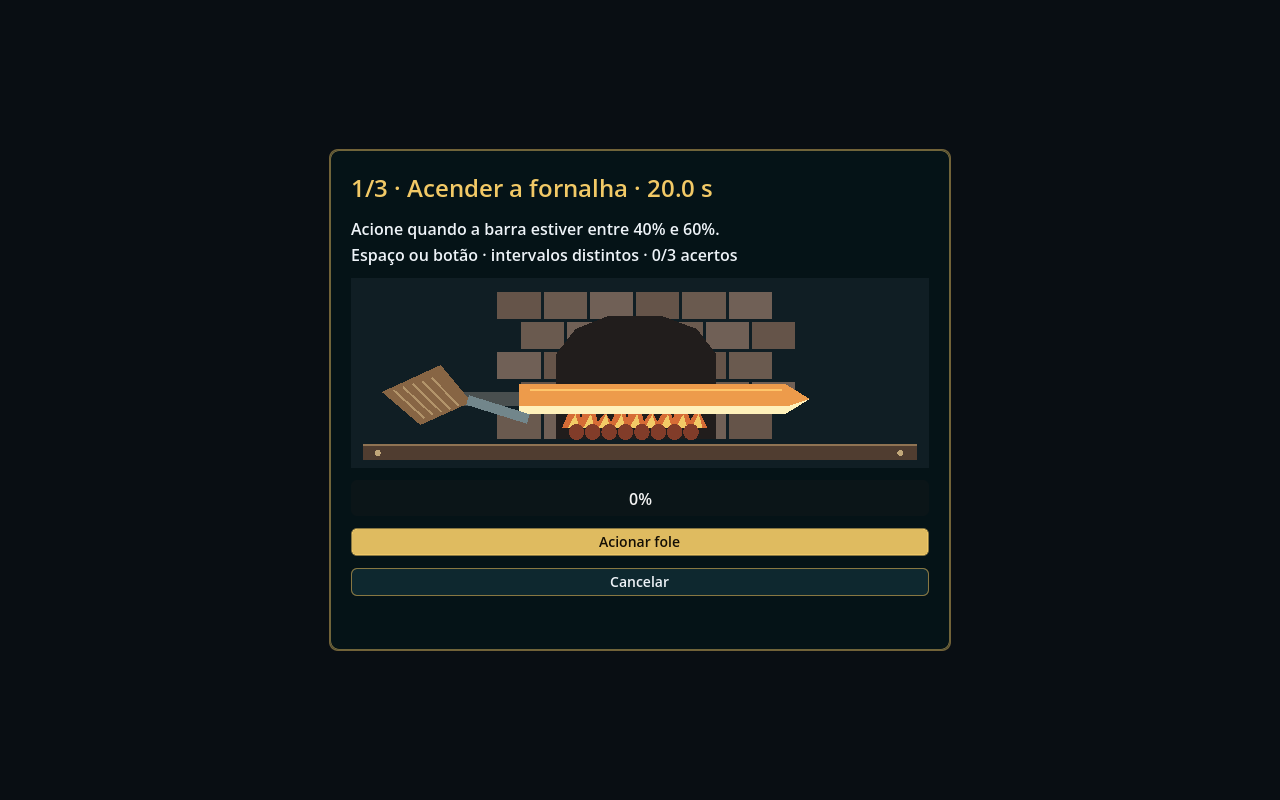 1/3 · Acender a fornalha · 20.0 s
Acione quando a barra estiver entre 40% e 60%.
Espaço ou botão · intervalos distintos · 0/3 acertos
0%
Acionar fole
Cancelar